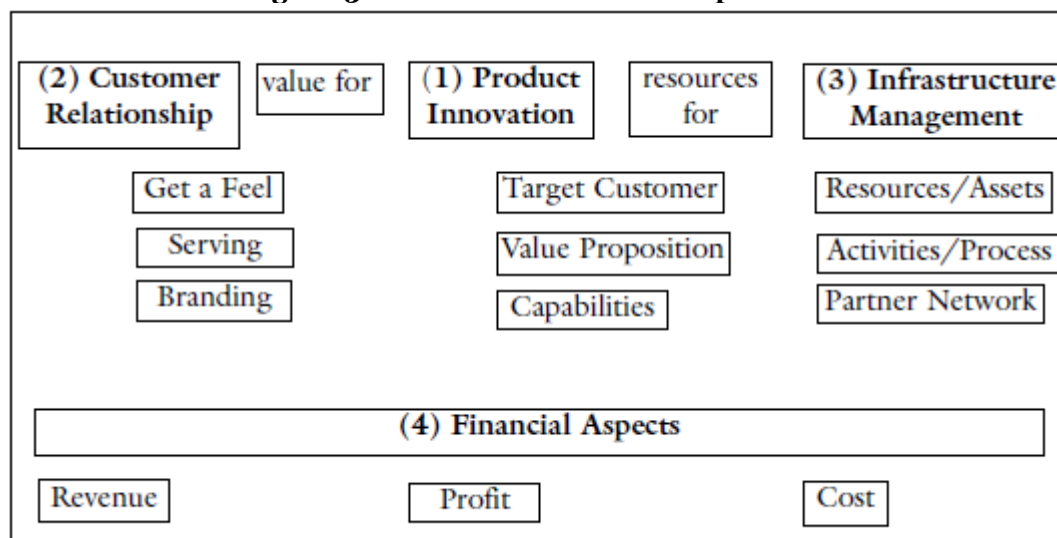 (2) Customer
Relationship
value for
(1) Product
Innovation
resources
for
(3) Infrastructure
Management
Get a Feel
Target Customer
Resources/Assets
Serving
Value Proposition
Activities/Process
Branding
Capabilities
Partner Network
(4) Financial Aspects
Revenue
Profit
Cost